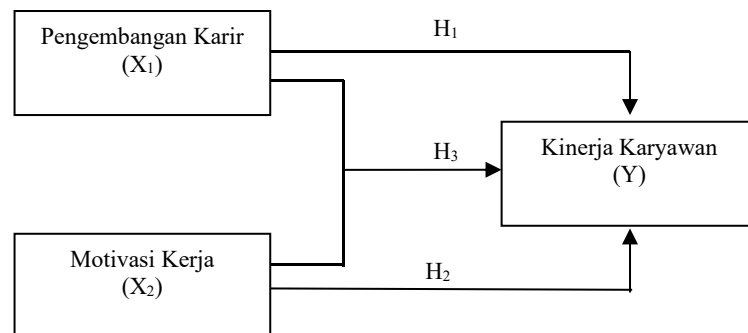 Pengembangan Karir
(X₁)
H₁
H₃
Kinerja Karyawan
(Y)
Motivasi Kerja
(X₂)
H₂